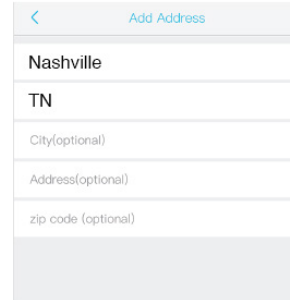 Add Address
Nashville
TN
City(optional)
Address(optional)
zip code (optional)